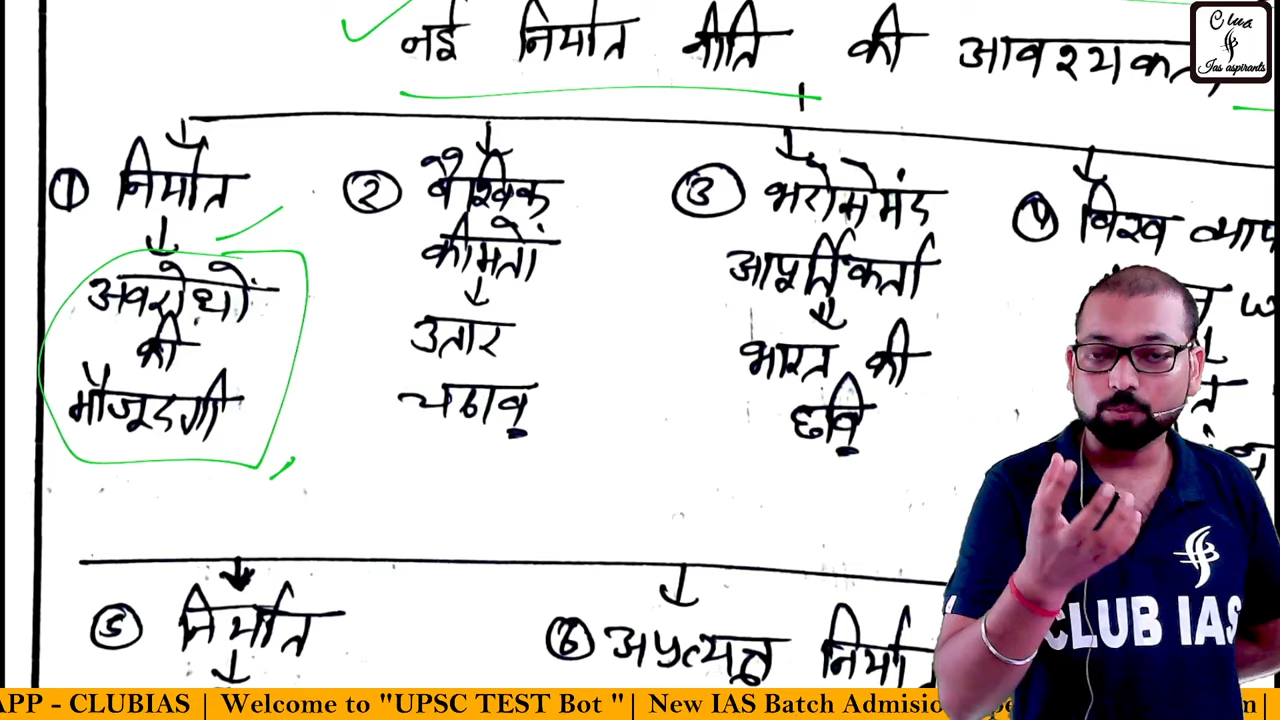 नई निर्यात नीति की आवश्यकता
Club
Ias aspirants
① निर्यात
अवरोधों
की
मौजूदगी
② वैश्विक
कीमतों
उतार
चढाव
③ भरोसेमंद
आपूर्तिकर्ता
भारत की
छवि
④ विश्व
⑤ निर्यात
⑥ अप्रत्यक्ष
CLUB IAS
APP - CLUBIAS | Welcome to "UPSC TEST Bot "| New IAS Batch Admisio